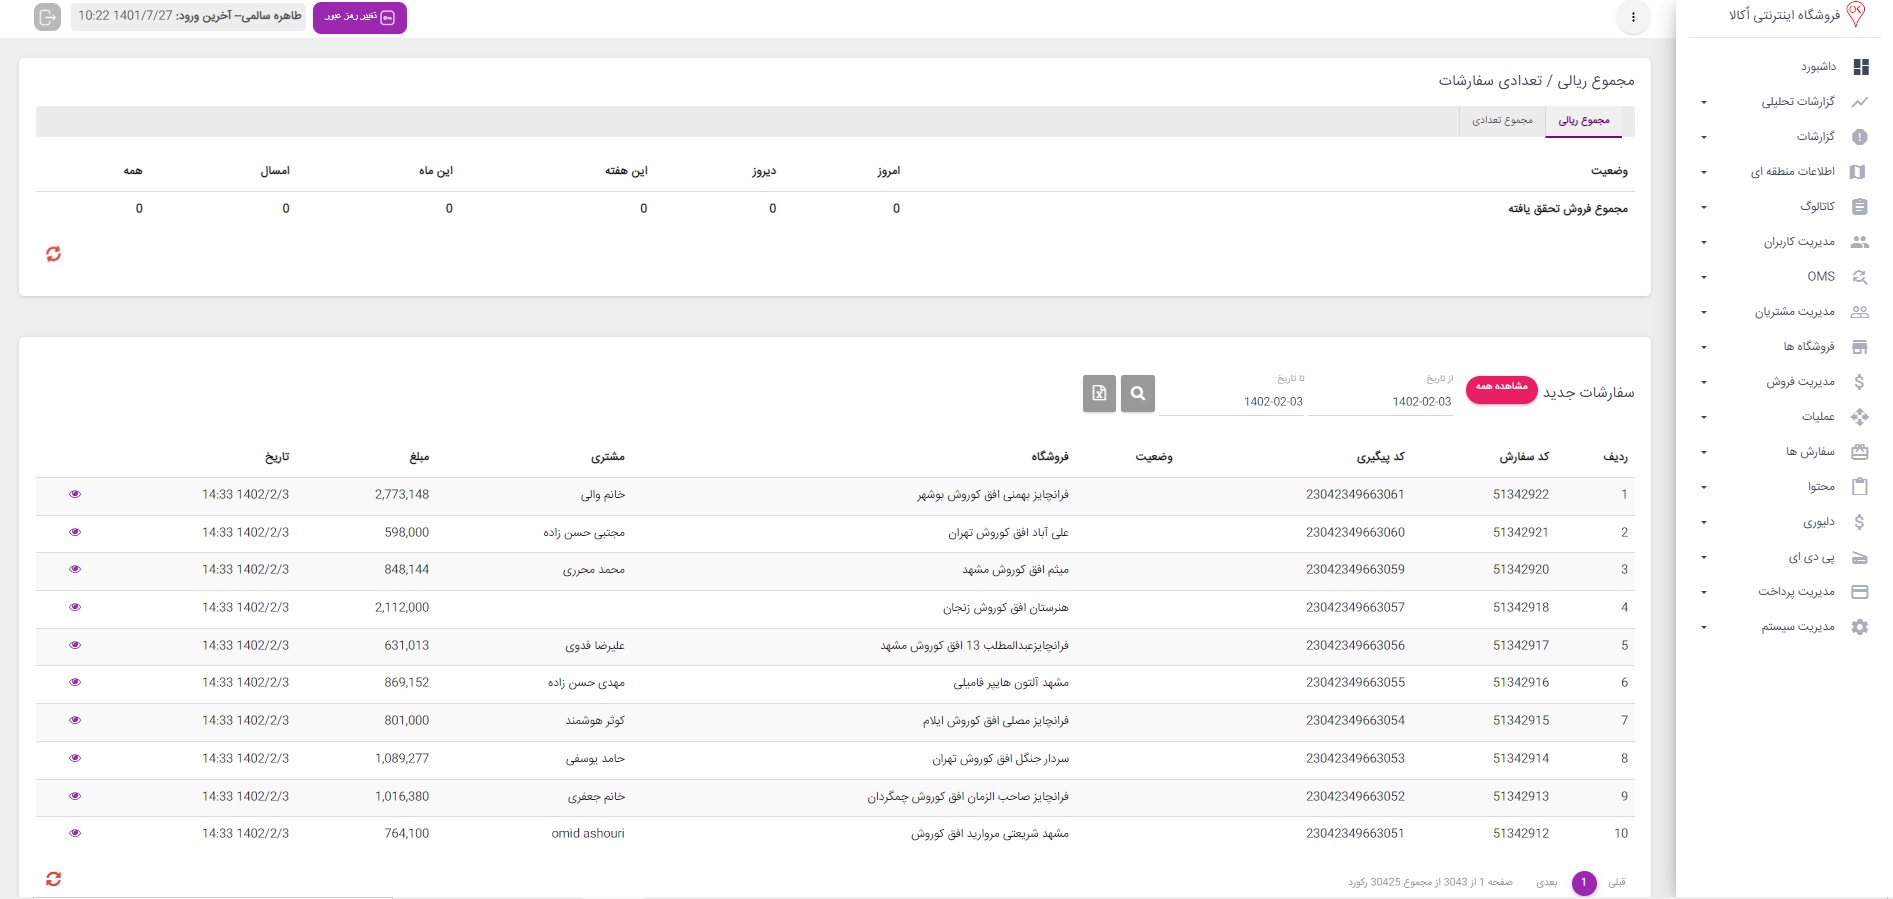 فروشگاه اینترنتی اُکالا
داشبورد
گزارشات تحلیلی
گزارشات
اطلاعات منطقه ای
کاتالوگ
مدیریت کاربران
OMS
مدیریت مشتریان
فروشگاه ها
مدیریت فروش
عملیات
سفارش ها
محتوا
دلیوری
پی دی ای
مدیریت پرداخت
مدیریت سیستم
تغییر رمز عبور
طاهره سالمی-- آخرین ورود: 1401/7/27 10:22
مجموع ریالی / تعدادی سفارشات
مجموع ریالی مجموع تعدادی
وضعیت امروز دیروز این هفته این ماه امسال همه
مجموع فروش تحقق یافته 0 0 0 0 0 0
سفارشات جدید مشاهده همه
از تاریخ تا تاریخ
1402-02-03 1402-02-03
ردیف کد سفارش کد پیگیری وضعیت فروشگاه مشتری مبلغ تاریخ
1 51342922 23042349663061 فرانچایز بهمنی افق کوروش بوشهر خانم والی 2,773,148 1402/2/3 14:33
2 51342921 23042349663060 علی آباد افق کوروش تهران مجتبی حسن زاده 598,000 1402/2/3 14:33
3 51342920 23042349663059 میثم افق کوروش مشهد محمد محرری 848,144 1402/2/3 14:33
4 51342918 23042349663057 هنرستان افق کوروش زنجان 2,112,000 1402/2/3 14:33
5 51342917 23042349663056 فرانچایزعبدالمطلب 13 افق کوروش مشهد علیرضا فدوی 631,013 1402/2/3 14:33
6 51342916 23042349663055 مشهد آلتون هایپر فامیلی مهدی حسن زاده 869,152 1402/2/3 14:33
7 51342915 23042349663054 فرانچایز مصلی افق کوروش ایلام کوثر هوشمند 801,000 1402/2/3 14:33
8 51342914 23042349663053 سردار جنگل افق کوروش تهران حامد یوسفی 1,089,277 1402/2/3 14:33
9 51342913 23042349663052 فرانچایز صاحب الزمان افق کوروش چمگردان خانم جعفری 1,016,380 1402/2/3 14:33
10 51342912 23042349663051 مشهد شریعتی مروارید افق کوروش omid ashouri 764,100 1402/2/3 14:33
قبلی 1 بعدی صفحه 1 از 3043 از مجموع 30425 رکورد